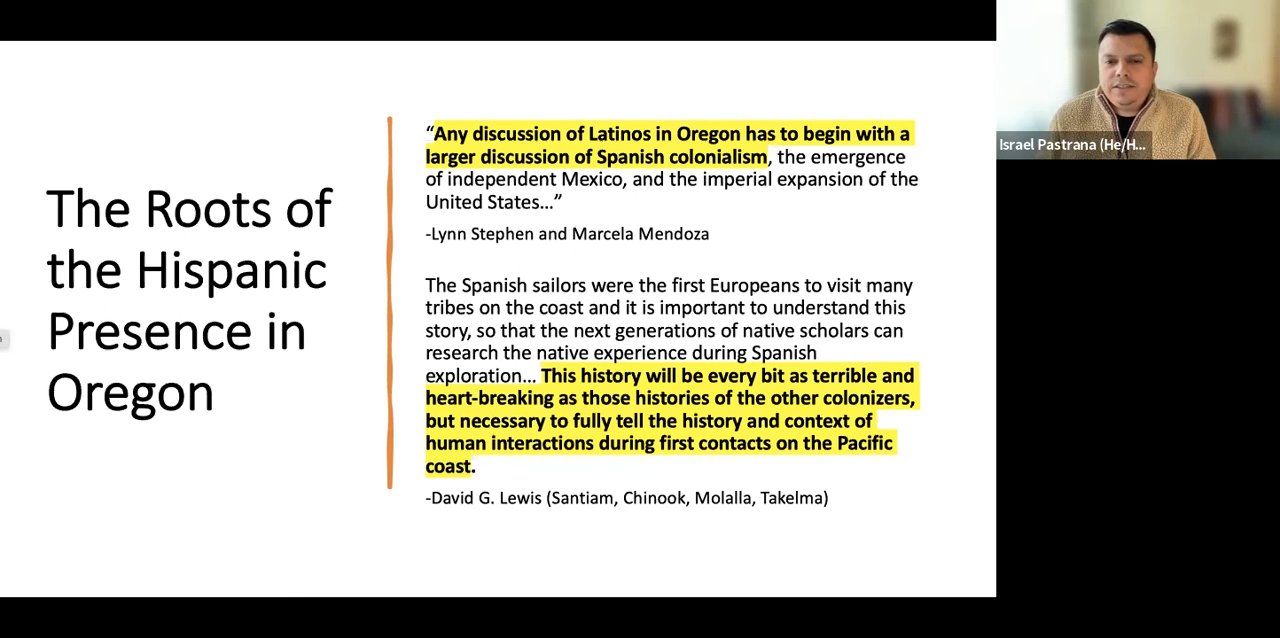 The Roots of
the Hispanic
Presence in
Oregon
“Any discussion of Latinos in Oregon has to begin with a
larger discussion of Spanish colonialism, the emergence
of independent Mexico, and the imperial expansion of the
United States…”
-Lynn Stephen and Marcela Mendoza
The Spanish sailors were the first Europeans to visit many
tribes on the coast and it is important to understand this
story, so that the next generations of native scholars can
research the native experience during Spanish
exploration… This history will be every bit as terrible and
heart-breaking as those histories of the other colonizers,
but necessary to fully tell the history and context of
human interactions during first contacts on the Pacific
coast.
-David G. Lewis (Santiam, Chinook, Molalla, Takelma)
Israel Pastrana (He/H...